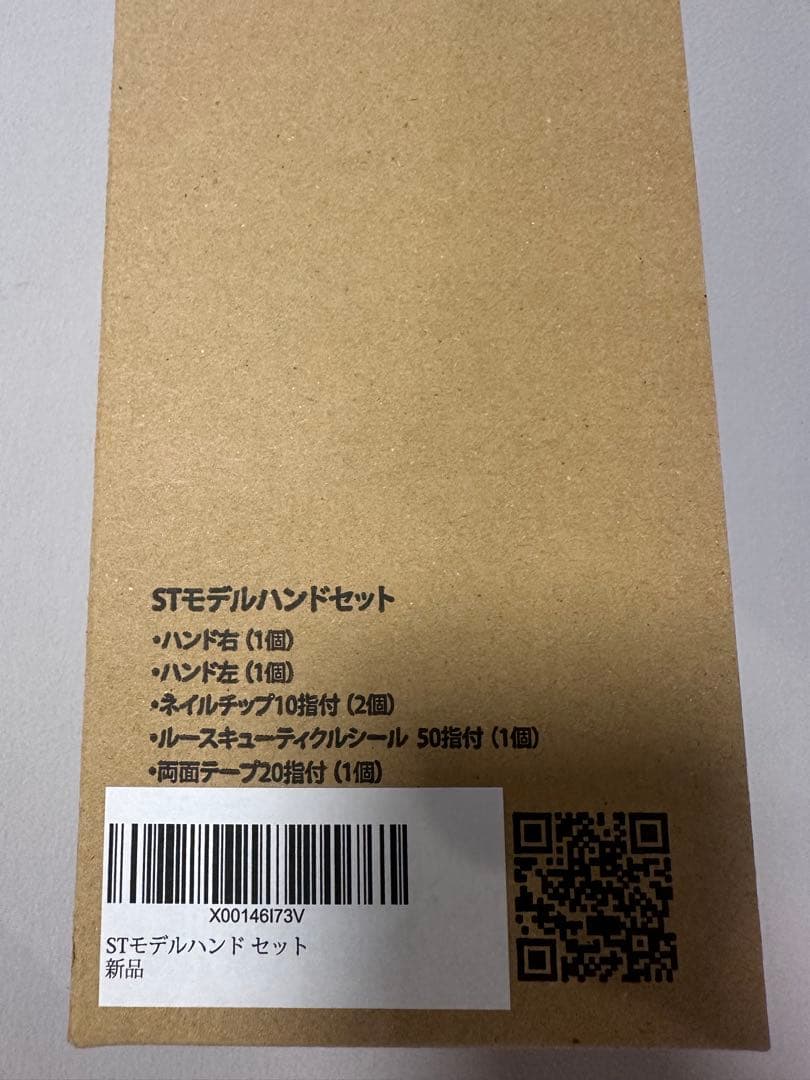 STモデルハンドセット
・ハンド右（1個）
・ハンド左（1個）
・ネイルチップ10指付（2個）
・ルースキューティクルシール 50指付（1個）
・両面テープ20指付（1個）
X00146I73V
STモデルハンド セット
新品